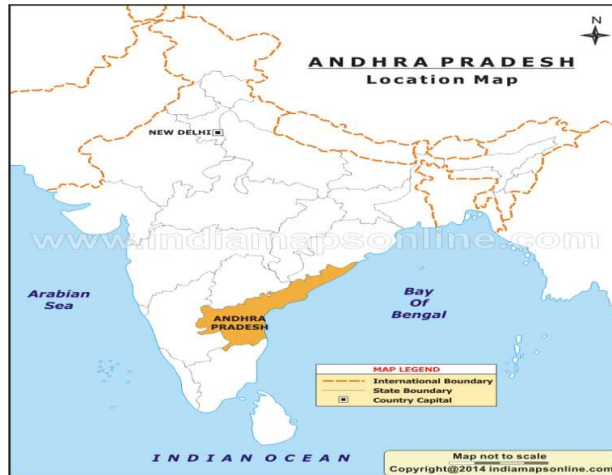 ANDHRA PRADESH
Location Map
N
NEW DELHI
www.indiamapsonline.com
Arabian
Sea
Bay
Of
Bengal
ANDHRA
PRADESH
MAP LEGEND
International Boundary
State Boundary
Country Capital
INDIAN OCEAN
Map not to scale
Copyright@2014 indiamapsonline.com